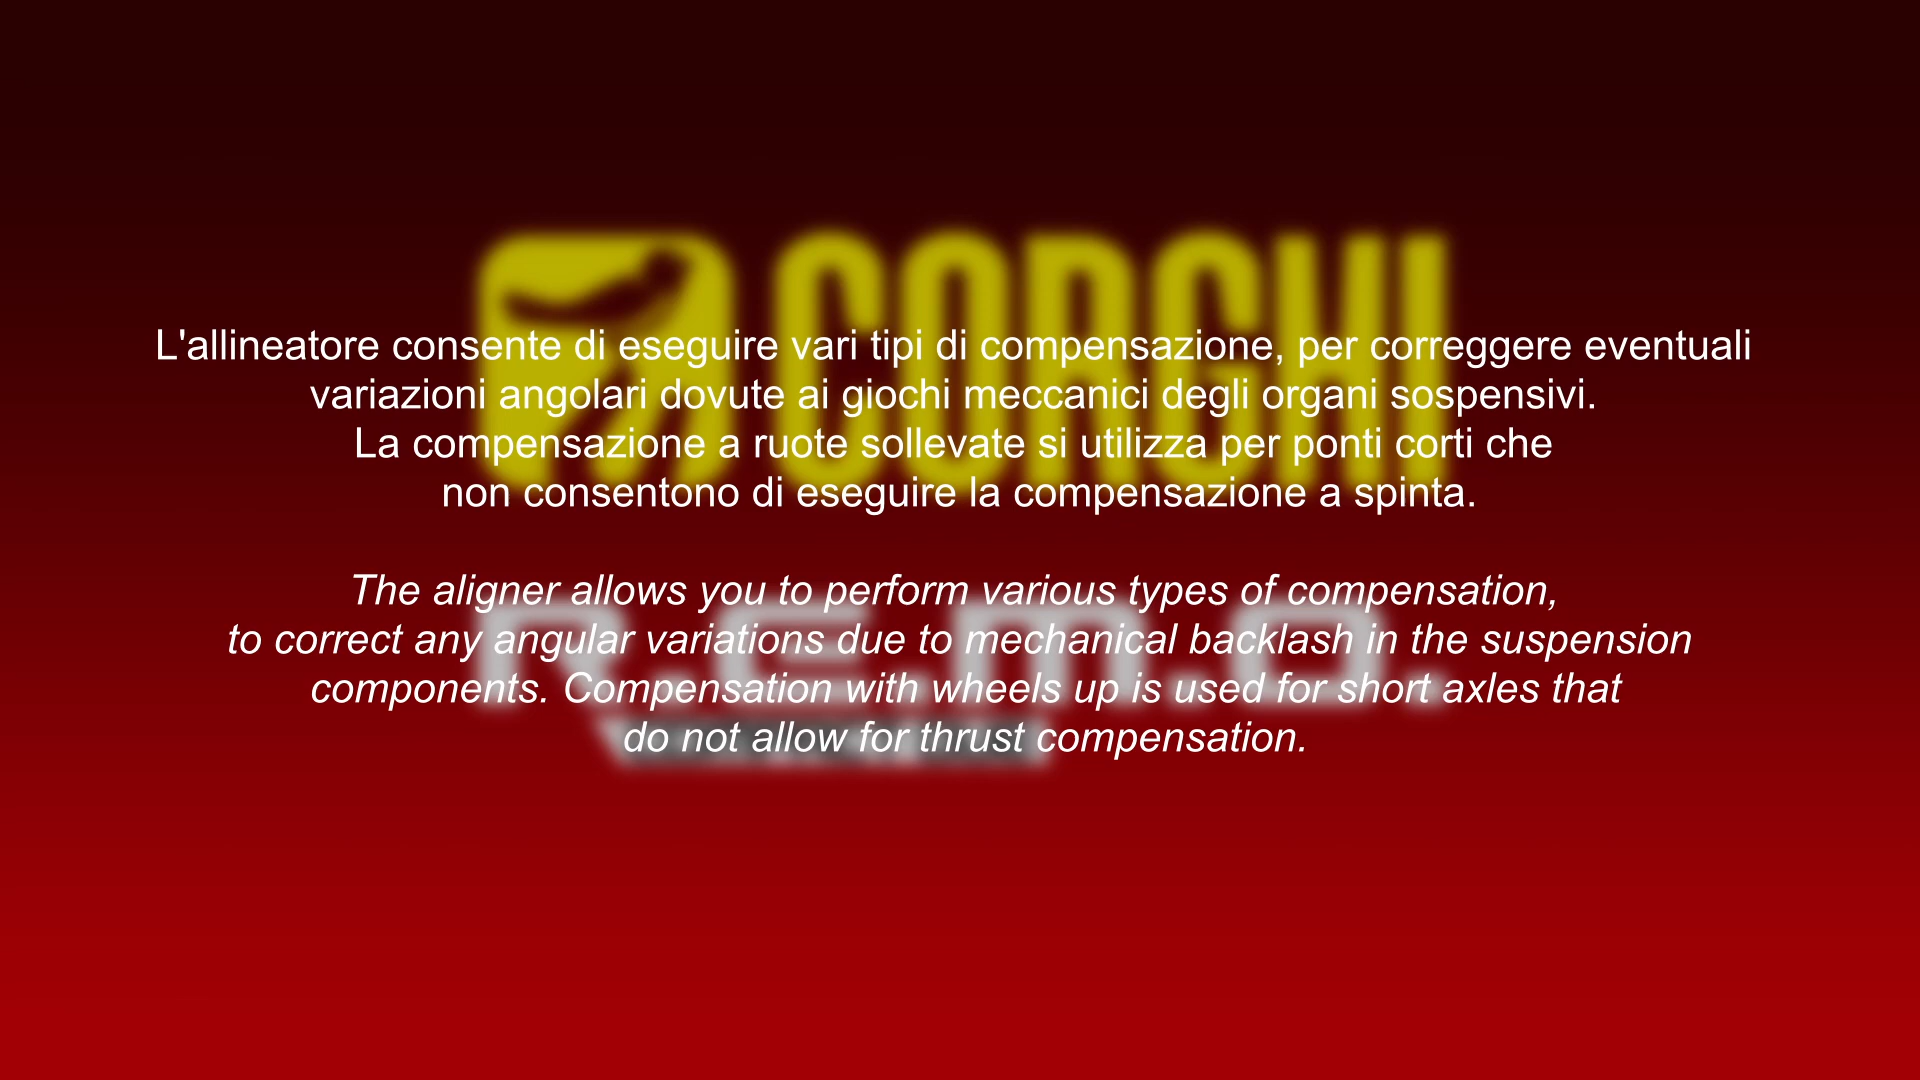 CORGHI
L'allineatore consente di eseguire vari tipi di compensazione, per correggere eventuali
variazioni angolari dovute ai giochi meccanici degli organi sospensivi.
La compensazione a ruote sollevate si utilizza per ponti corti che
non consentono di eseguire la compensazione a spinta.
The aligner allows you to perform various types of compensation,
to correct any angular variations due to mechanical backlash in the suspension
components. Compensation with wheels up is used for short axles that
do not allow for thrust compensation.
R.E.M.O.